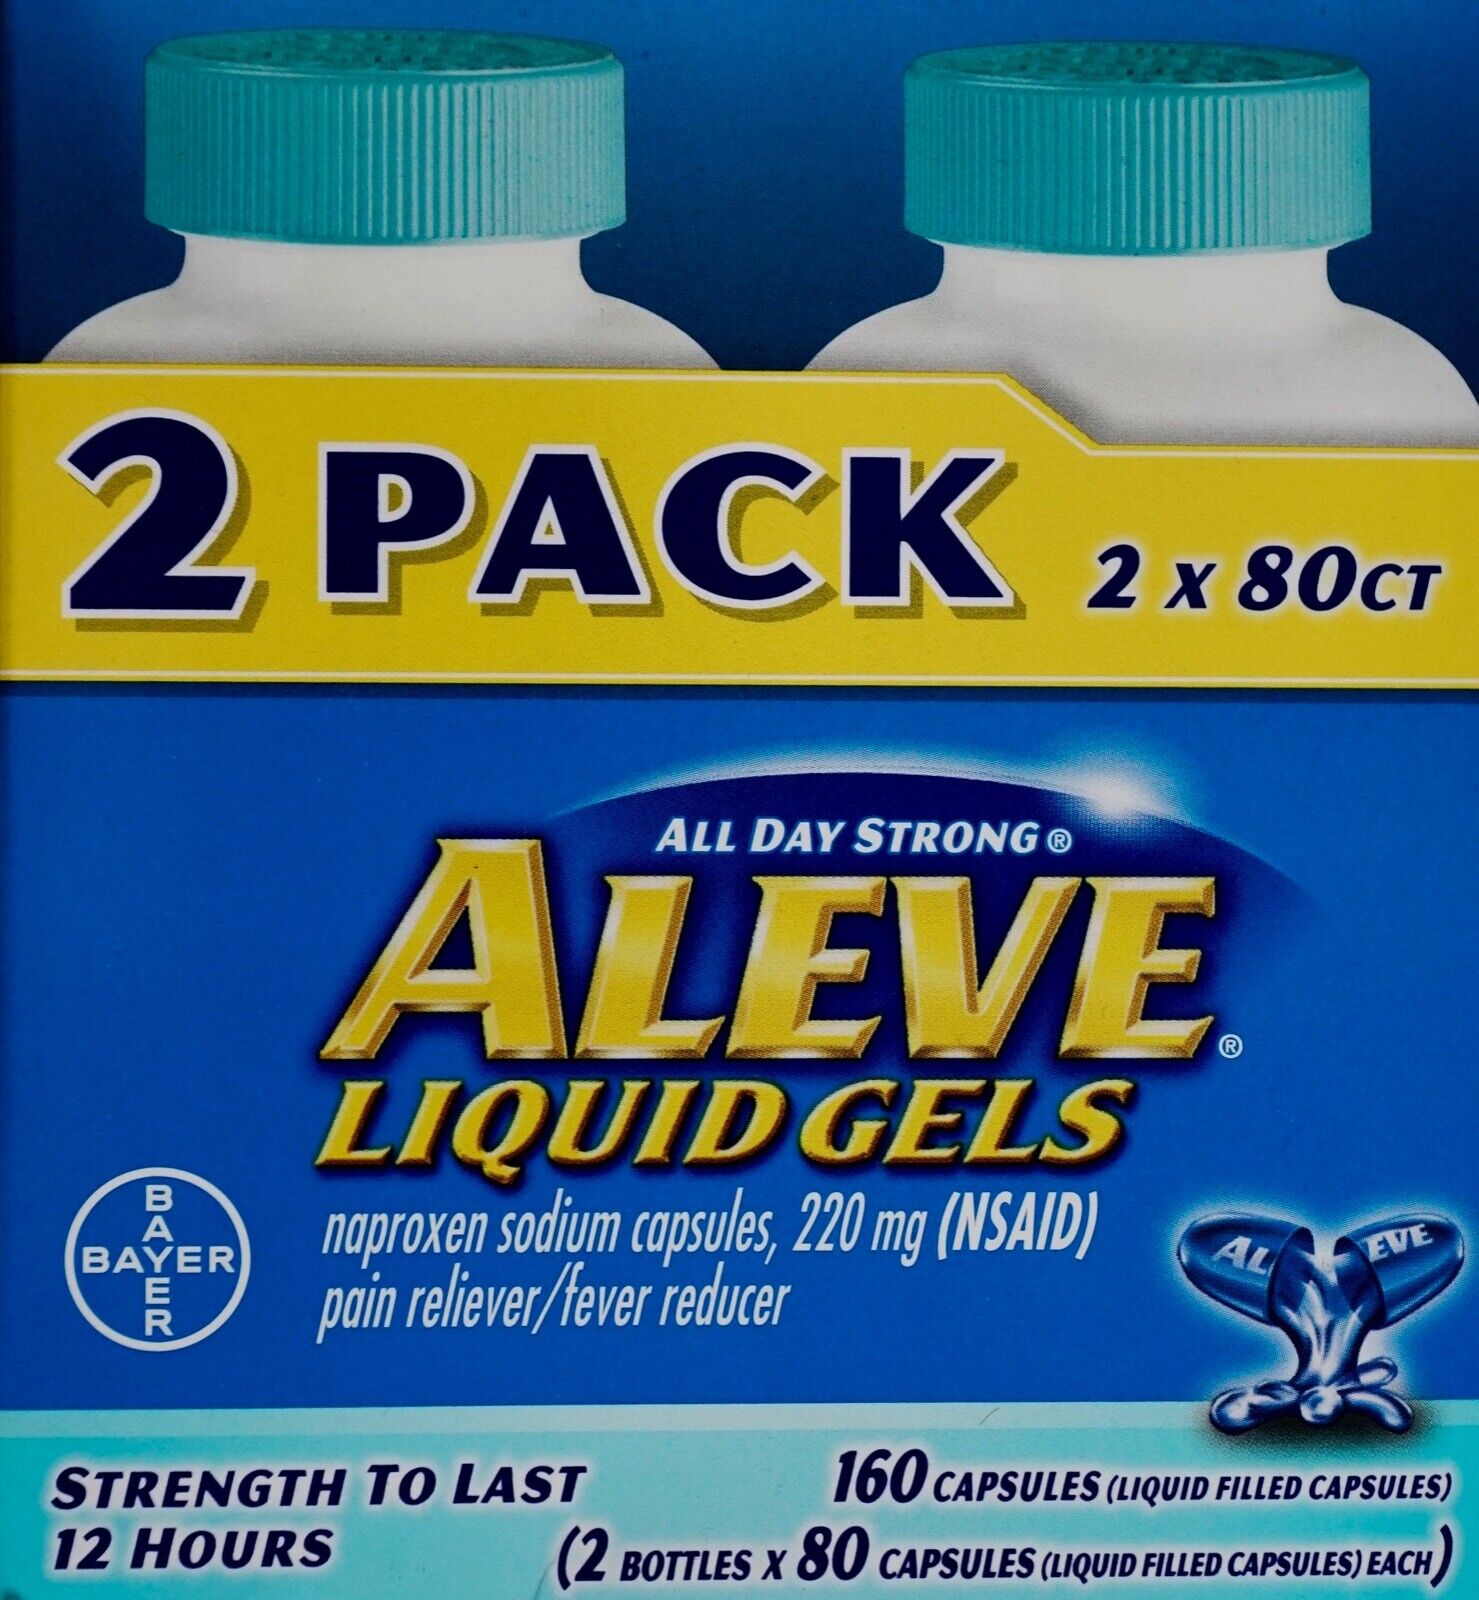 2 PACK 2 X 80CT
ALL DAY STRONG®
ALEVE®
LIQUID GELS
naproxen sodium capsules, 220 mg (NSAID)
pain reliever/fever reducer
BAYER
BAYER
ALEVE
STRENGTH TO LAST
12 HOURS
160 CAPSULES (LIQUID FILLED CAPSULES)
(2 BOTTLES X 80 CAPSULES (LIQUID FILLED CAPSULES) EACH)